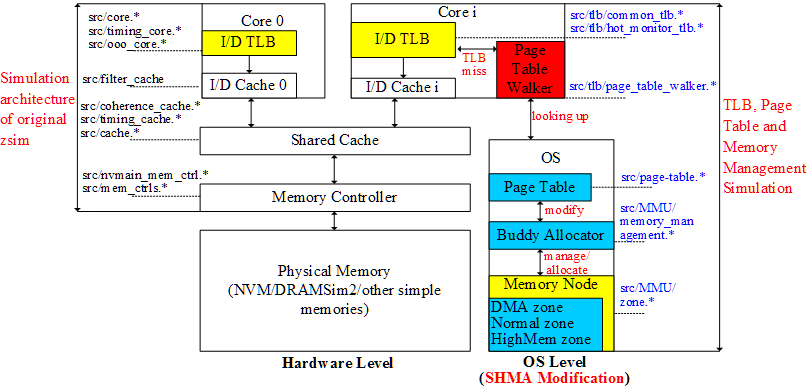 src/core.*
src/timing_core.*
src/ooo_core.*
src/filter_cache
src/coherence_cache.*
src/timing_cache.*
src/cache.*
src/nvmain_mem_ctrl.*
src/mem_ctrls.*
Simulation
architecture
of original
zsim
Core 0
I/D TLB
I/D Cache 0
Core i
I/D TLB
I/D Cache i
TLB
miss
Page
Table
Walker
looking up
Shared Cache
Memory Controller
Physical Memory
(NVM/DRAMSim2/other simple
memories)
Hardware Level
OS
Page Table
modify
Buddy Allocator
manage/
allocate
Memory Node
DMA zone
Normal zone
HighMem zone
OS Level
(SHMA Modification)
src/tlb/common_tlb.*
src/tlb/hot_monitor_tlb.*
src/tlb/page_table_walker.*
src/page-table.*
src/MMU/
memory_man
agement.*
src/MMU/
zone.*
TLB, Page
Table and
Memory
Management
Simulation